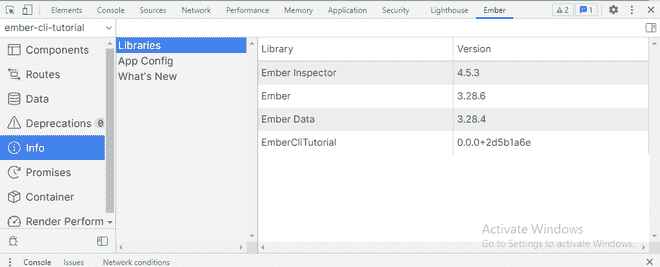 Elements Console Sources Network Performance Memory Application Security Lighthouse Ember 2 1
ember-cli-tutorial
Components
Routes
Data
Deprecations 0
Info
Promises
Container
Render Perform
Libraries
App Config
What's New
Library Version
Ember Inspector 4.5.3
Ember 3.28.6
Ember Data 3.28.4
EmberCliTutorial 0.0.0+2d5b1a6e
Activate Windows
Go to Settings to activate Windows.
Console Issues Network conditions